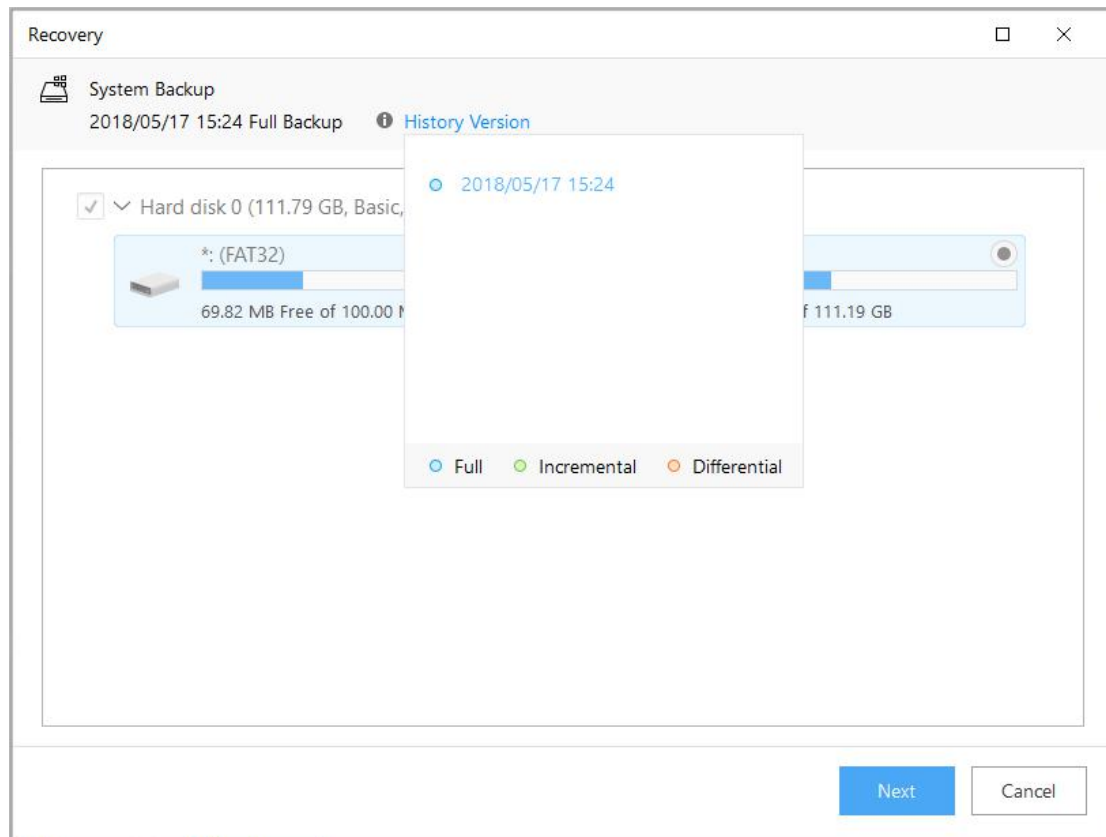 Recovery
System Backup
2018/05/17 15:24 Full Backup History Version
2018/05/17 15:24
Hard disk 0 (111.79 GB, Basic,
*: (FAT32)
69.82 MB Free of 100.00 111.19 GB
Full Incremental Differential
Next Cancel